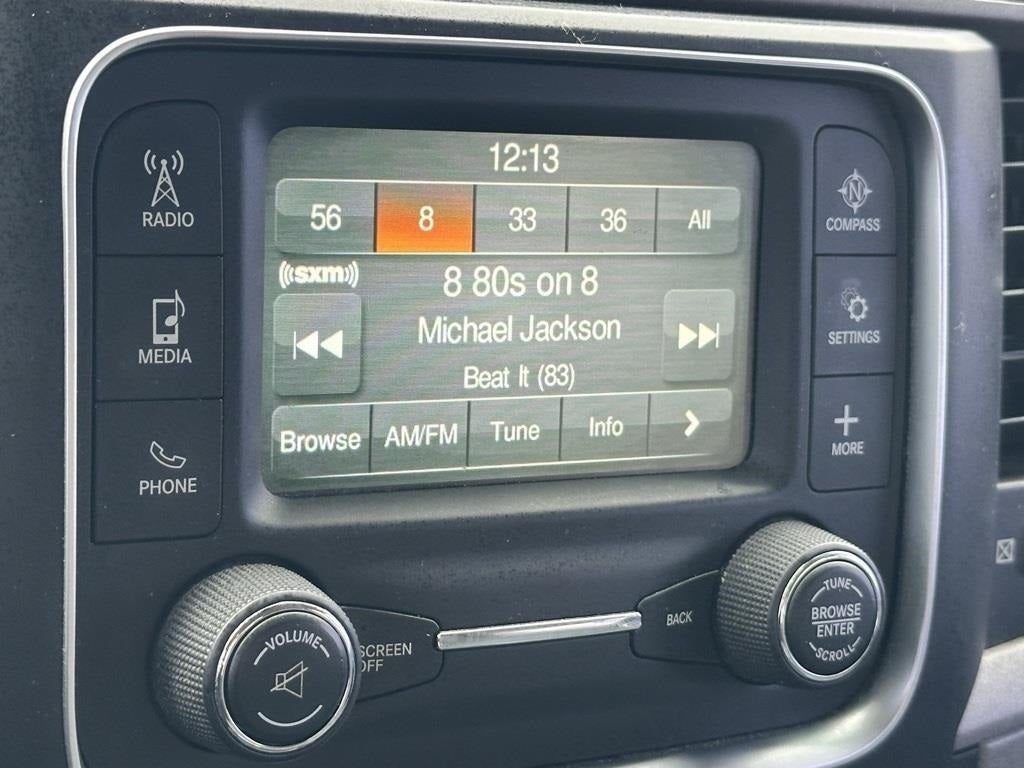 12:13
56 8 33 36 All
((sxm))
8 80s on 8
Michael Jackson
Beat It (83)
Browse AM/FM Tune Info
RADIO
MEDIA
PHONE
N
COMPASS
SETTINGS
MORE
VOLUME
SCREEN
OFF
BACK
TUNE
BROWSE
ENTER
SCROLL